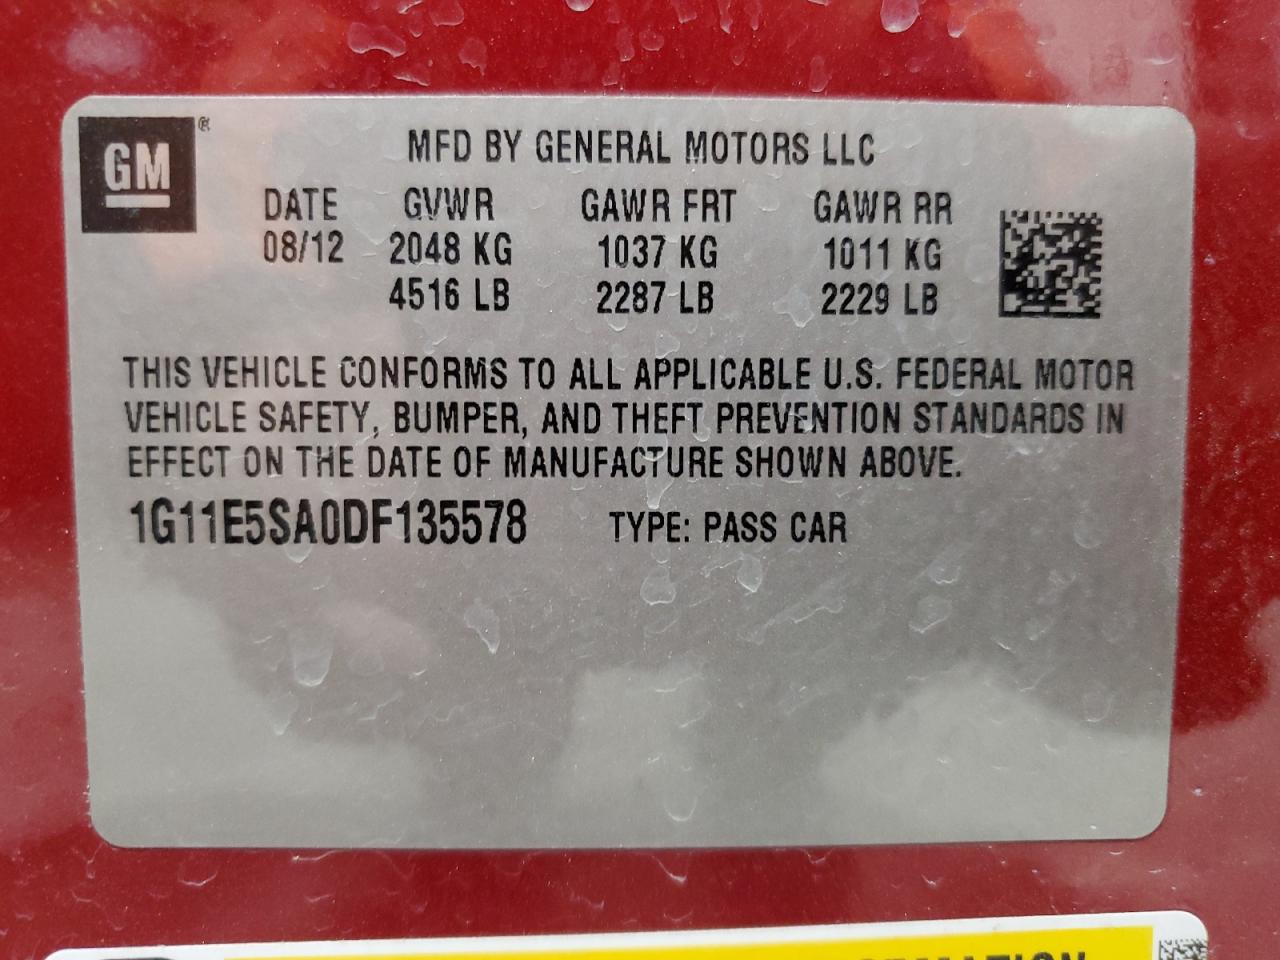 GM ®
MFD BY GENERAL MOTORS LLC
DATE GVWR GAWR FRT GAWR RR
08/12 2048 KG 1037 KG 1011 KG
4516 LB 2287 LB 2229 LB
THIS VEHICLE CONFORMS TO ALL APPLICABLE U.S. FEDERAL MOTOR
VEHICLE SAFETY, BUMPER, AND THEFT PREVENTION STANDARDS IN
EFFECT ON THE DATE OF MANUFACTURE SHOWN ABOVE.
1G11E5SA0DF135578 TYPE: PASS CAR